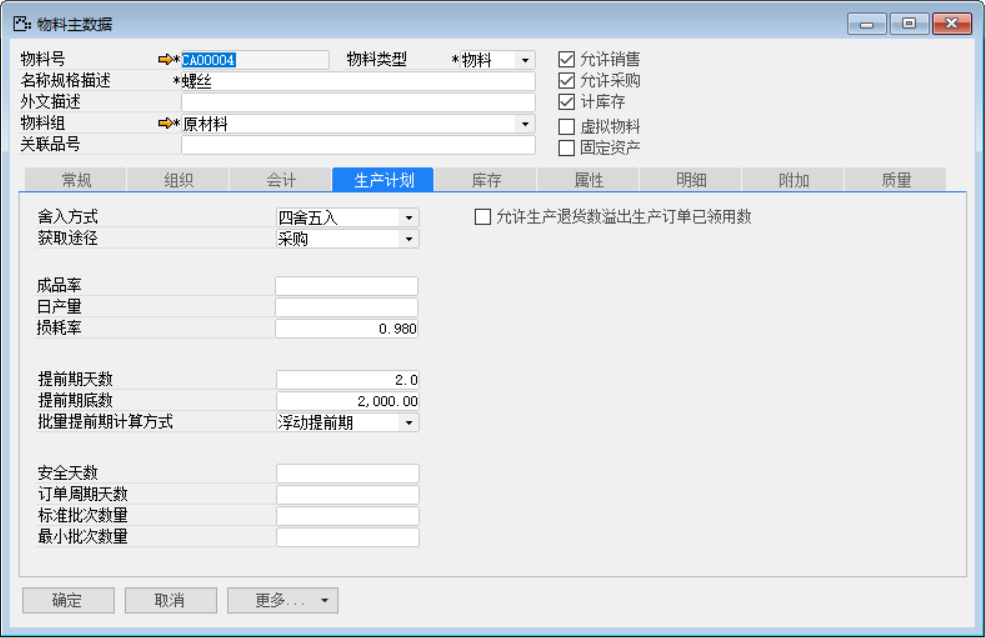 物料主数据
物料号 *CA00004 物料类型 *物料 允许销售
名称规格描述 *螺丝 允许采购
外文描述 计库存
物料组 *原材料 虚拟物料
关联品号 固定资产
常规 组织 会计 生产计划 库存 属性 明细 附加 质量
舍入方式 四舍五入 允许生产退货数溢出生产订单已领用数
获取途径 采购
成品率
日产量
损耗率 0.980
提前期天数 2.0
提前期底数 2,000.00
批量提前期计算方式 浮动提前期
安全天数
订单周期天数
标准批次数量
最小批次数量
确定 取消 更多...